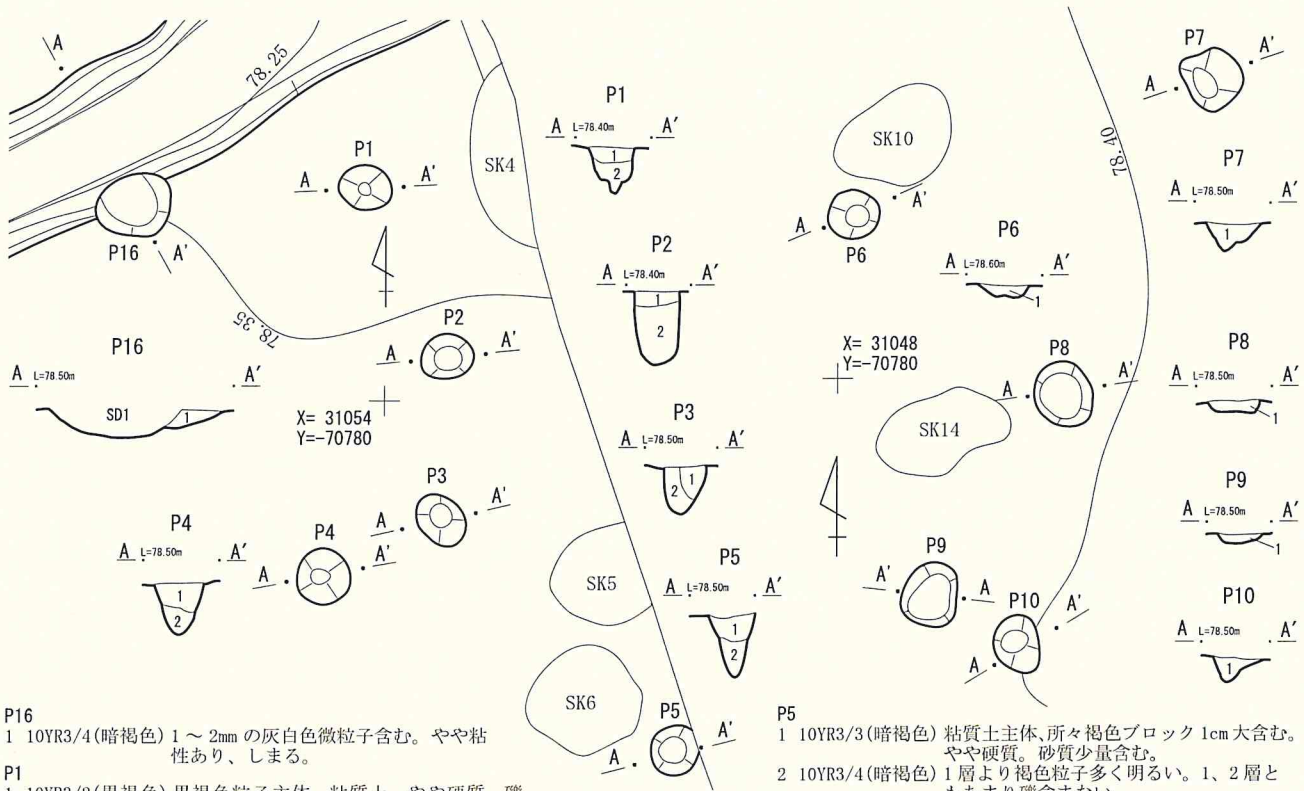 A
78.25
P16
A'
P1
A
A'
SK4
P1
A L=78.40m A'
1
2
P2
A L=78.40m A'
1
2
78.35
P2
A
A'
P16
A L=78.50m A'
SD1
1
X= 31054
Y=-70780
P3
A L=78.50m A'
2
1
P3
A
A'
P4
A L=78.50m A'
1
2
P4
A
A'
SK5
P5
A L=78.50m A'
1
2
SK6
P5
A
A'
SK10
P6
A
A'
P6
A L=78.60m A'
1
78.40
P7
A
A'
P7
A L=78.50m A'
1
X= 31048
Y=-70780
P8
A
A'
SK14
P8
A L=78.50m A'
1
P9
A'
A
P9
A L=78.50m A'
1
P10
A
A'
P10
A L=78.50m A'
1
P16
1 10YR3/4(暗褐色) 1～2mmの灰白色微粒子含む。やや粘
性あり、しまる。
P1
P5
1 10YR3/3(暗褐色) 粘質土主体、所々褐色ブロック1cm大含む。
やや硬質。砂質少量含む。
2 10YR3/4(暗褐色) 1層より褐色粒子多く明るい。1、2層と